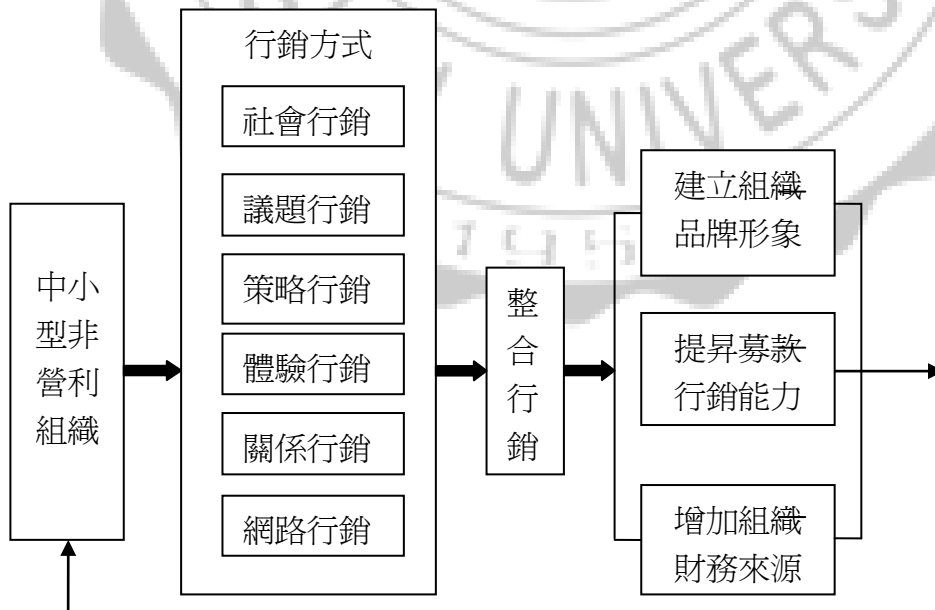 中小
型非
營利
組織
行銷方式
社會行銷
議題行銷
策略行銷
體驗行銷
關係行銷
網路行銷
整
合
行
銷
建立組織
品牌形象
提昇募款
行銷能力
增加組織
財務來源
UNIVERS
195